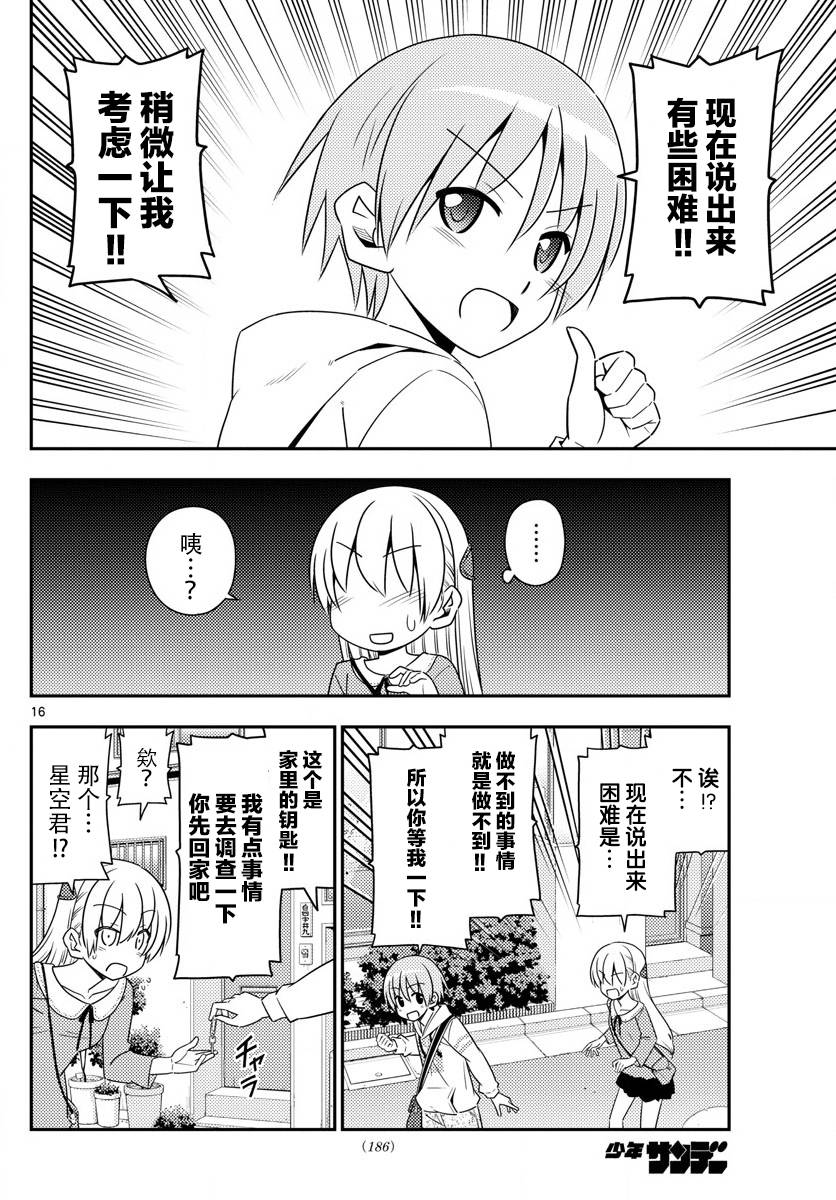 现在说出来
有些困难!!
稍微让我
考虑一下!!
……
咦
…
?
16
诶!?
不…
现在说出来
困难是…
做不到的事情
就是做不到!!
所以你等我一下!!
这个是
家里的钥匙!!
我有点事情
要去调查一下
你先回家吧
欸?
那个…
星空君!?
チャラ
(186)
少年サンデー